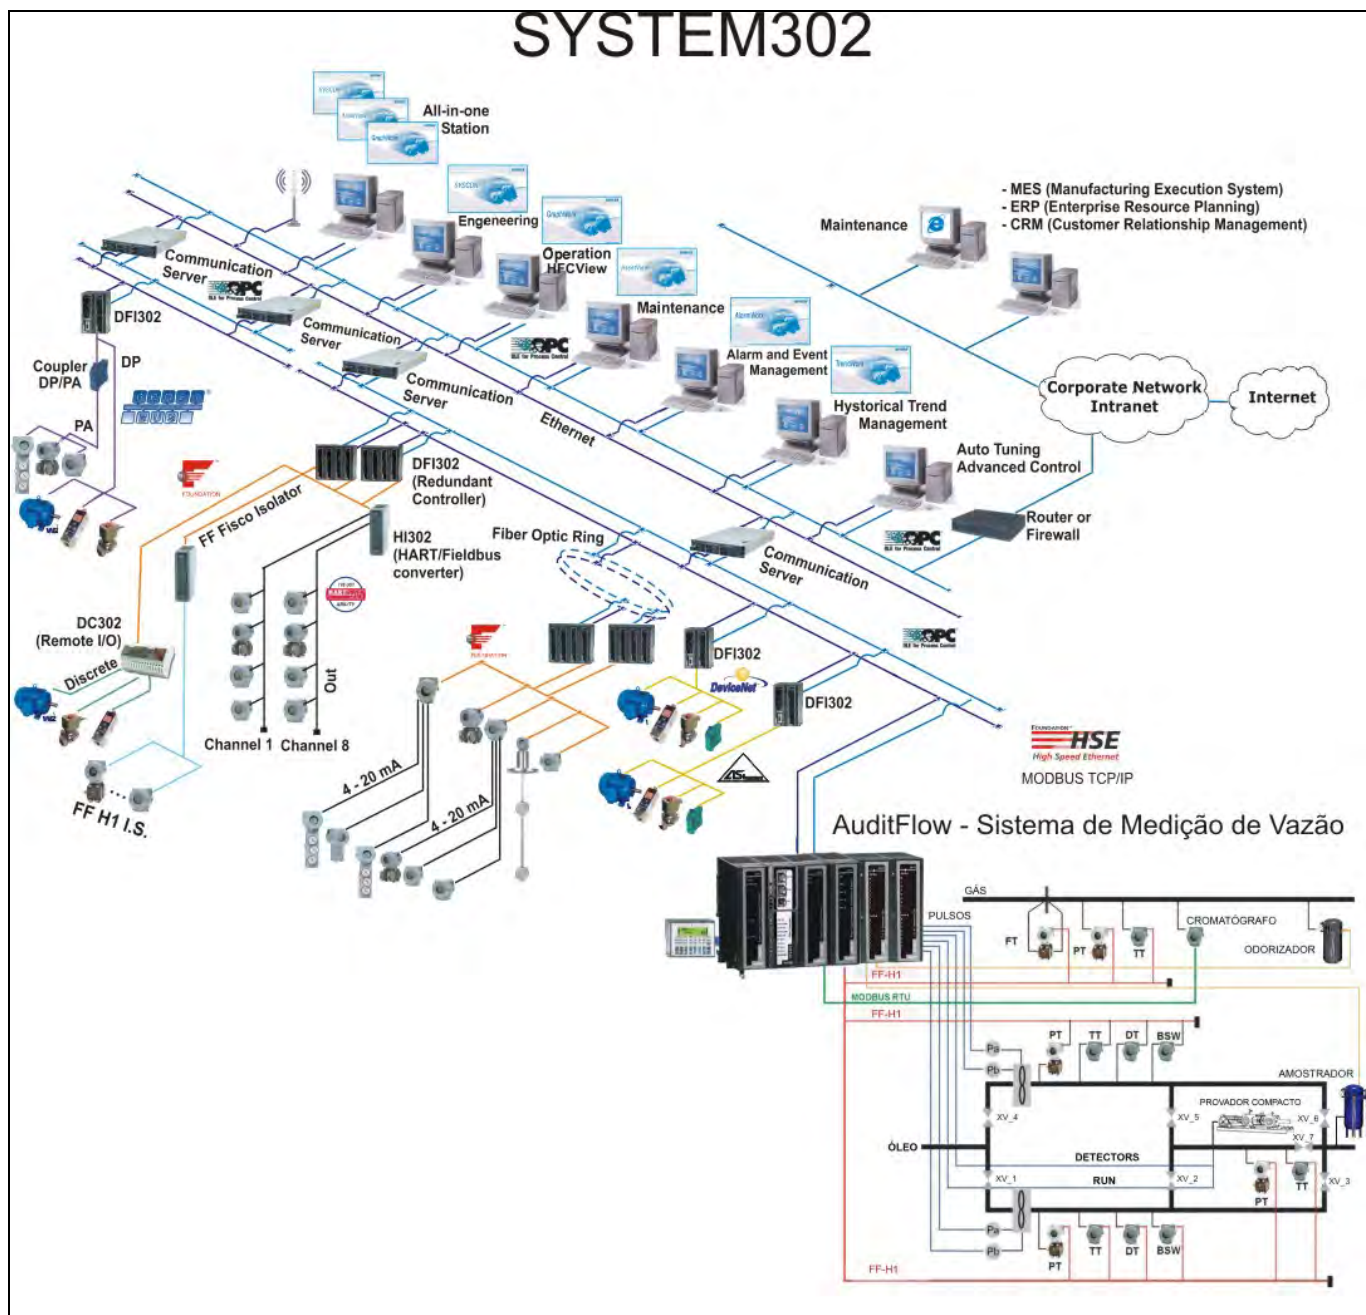 SYSTEM302
All-in-one
Station
Engeneering
Operation
HFCView
Maintenance
Alarm and Event
Management
Hystorical Trend
Management
Auto Tuning
Advanced Control
Maintenance
- MES (Manufacturing Execution System)
- ERP (Enterprise Resource Planning)
- CRM (Customer Relationship Management)
Corporate Network
Intranet
Internet
Router or
Firewall
Communication
Server
OPC
Communication
Server
OPC
Communication
Server
Ethernet
Communication
Server
OPC
OPC
DFI302
DP
Coupler
DP/PA
PA
FOUNDATION
FF Fisco Isolator
DFI302
(Redundant
Controller)
HI302
(HART/Fieldbus
converter)
Fiber Optic Ring
DC302
(Remote I/O)
Discrete
Out
Channel 1
Channel 8
FF H1 I.S.
DFI302
DeviceNet
DFI302
4 - 20 mA
4 - 20 mA
FOUNDATION
HSE
High Speed Ethernet
MODBUS TCP/IP
AuditFlow - Sistema de Medição de Vazão
GÁS
PULSOS
FT
PT
TT
CROMATÓGRAFO
ODORIZADOR
FF-H1
MODBUS RTU
FF-H1
PT
TT
DT
BSW
Pa
Pb
AMOSTRADOR
PROVADOR COMPACTO
XV_4
XV_5
XV_6
XV_7
ÓLEO
DETECTORS
XV_1
RUN
XV_2
PT
TT
XV_3
Pa
Pb
PT
TT
DT
BSW
FF-H1